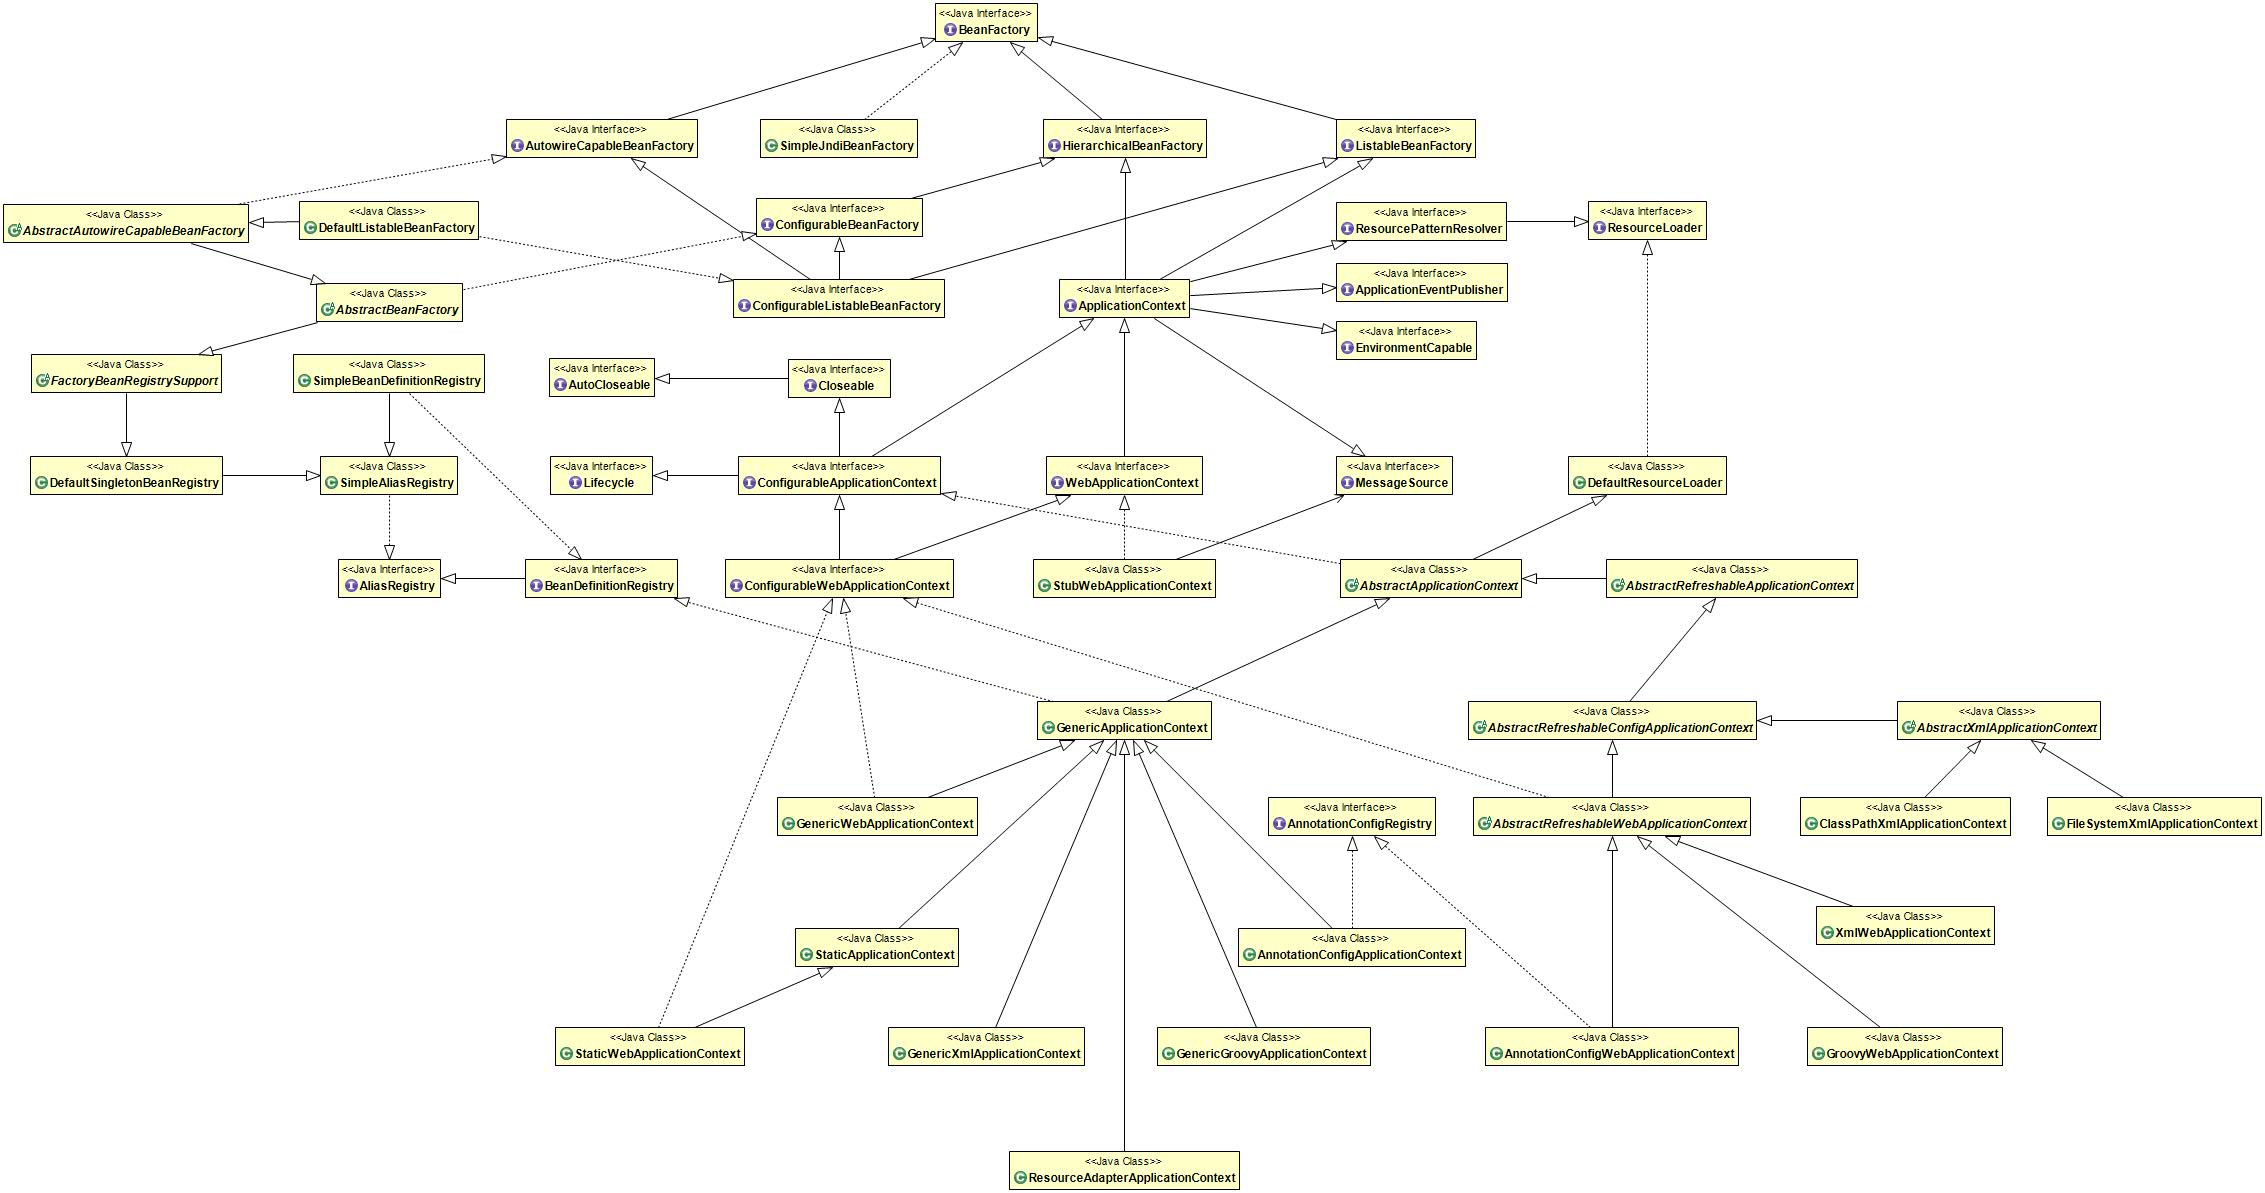 <<Java Interface>>
BeanFactory
<<Java Interface>>
AutowireCapableBeanFactory
<<Java Class>>
SimpleJndiBeanFactory
<<Java Interface>>
HierarchicalBeanFactory
<<Java Interface>>
ListableBeanFactory
<<Java Class>>
AbstractAutowireCapableBeanFactory
<<Java Class>>
DefaultListableBeanFactory
<<Java Interface>>
ConfigurableBeanFactory
<<Java Interface>>
ResourcePatternResolver
<<Java Interface>>
ResourceLoader
<<Java Class>>
AbstractBeanFactory
<<Java Interface>>
ConfigurableListableBeanFactory
<<Java Interface>>
ApplicationContext
<<Java Interface>>
ApplicationEventPublisher
<<Java Interface>>
EnvironmentCapable
<<Java Class>>
FactoryBeanRegistrySupport
<<Java Class>>
SimpleBeanDefinitionRegistry
<<Java Interface>>
AutoCloseable
<<Java Interface>>
Closeable
<<Java Class>>
DefaultSingletonBeanRegistry
<<Java Class>>
SimpleAliasRegistry
<<Java Interface>>
Lifecycle
<<Java Interface>>
ConfigurableApplicationContext
<<Java Interface>>
WebApplicationContext
<<Java Interface>>
MessageSource
<<Java Class>>
DefaultResourceLoader
<<Java Interface>>
AliasRegistry
<<Java Interface>>
BeanDefinitionRegistry
<<Java Interface>>
ConfigurableWebApplicationContext
<<Java Class>>
StubWebApplicationContext
<<Java Class>>
AbstractApplicationContext
<<Java Class>>
AbstractRefreshableApplicationContext
<<Java Class>>
GenericApplicationContext
<<Java Class>>
AbstractRefreshableConfigApplicationContext
<<Java Class>>
AbstractXmlApplicationContext
<<Java Class>>
GenericWebApplicationContext
<<Java Interface>>
AnnotationConfigRegistry
<<Java Class>>
AbstractRefreshableWebApplicationContext
<<Java Class>>
ClassPathXmlApplicationContext
<<Java Class>>
FileSystemXmlApplicationContext
<<Java Class>>
XmlWebApplicationContext
<<Java Class>>
StaticApplicationContext
<<Java Class>>
AnnotationConfigApplicationContext
<<Java Class>>
StaticWebApplicationContext
<<Java Class>>
GenericXmlApplicationContext
<<Java Class>>
GenericGroovyApplicationContext
<<Java Class>>
AnnotationConfigWebApplicationContext
<<Java Class>>
GroovyWebApplicationContext
<<Java Class>>
ResourceAdapterApplicationContext